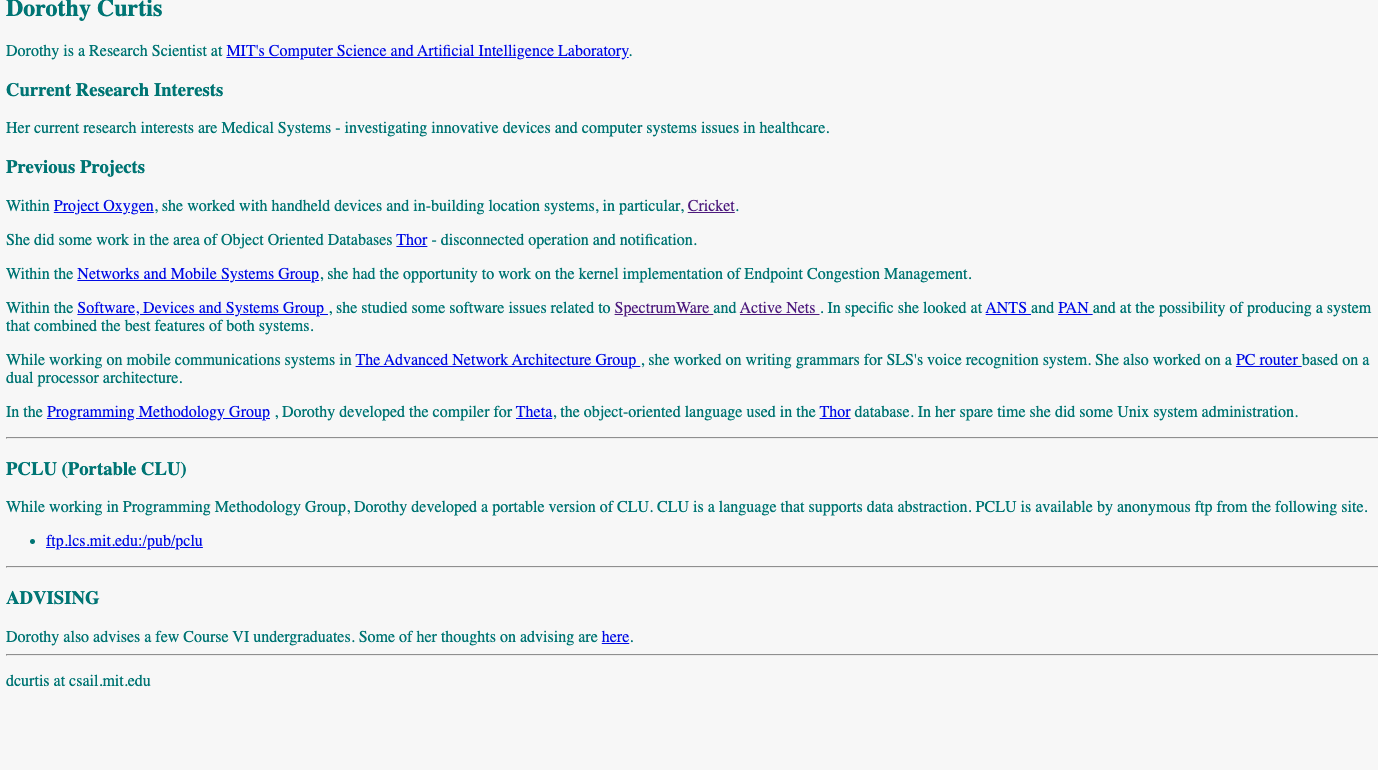 Dorothy Curtis
Dorothy is a Research Scientist at MIT's Computer Science and Artificial Intelligence Laboratory.
Current Research Interests
Her current research interests are Medical Systems - investigating innovative devices and computer systems issues in healthcare.
Previous Projects
Within Project Oxygen, she worked with handheld devices and in-building location systems, in particular, Cricket.
She did some work in the area of Object Oriented Databases Thor - disconnected operation and notification.
Within the Networks and Mobile Systems Group, she had the opportunity to work on the kernel implementation of Endpoint Congestion Management.
Within the Software, Devices and Systems Group , she studied some software issues related to SpectrumWare and Active Nets . In specific she looked at ANTS and PAN and at the possibility of producing a system
that combined the best features of both systems.
While working on mobile communications systems in The Advanced Network Architecture Group , she worked on writing grammars for SLS's voice recognition system. She also worked on a PC router based on a
dual processor architecture.
In the Programming Methodology Group , Dorothy developed the compiler for Theta, the object-oriented language used in the Thor database. In her spare time she did some Unix system administration.
PCLU (Portable CLU)
While working in Programming Methodology Group, Dorothy developed a portable version of CLU. CLU is a language that supports data abstraction. PCLU is available by anonymous ftp from the following site.
• ftp.lcs.mit.edu:/pub/pclu
ADVISING
Dorothy also advises a few Course VI undergraduates. Some of her thoughts on advising are here.
dcurtis at csail.mit.edu